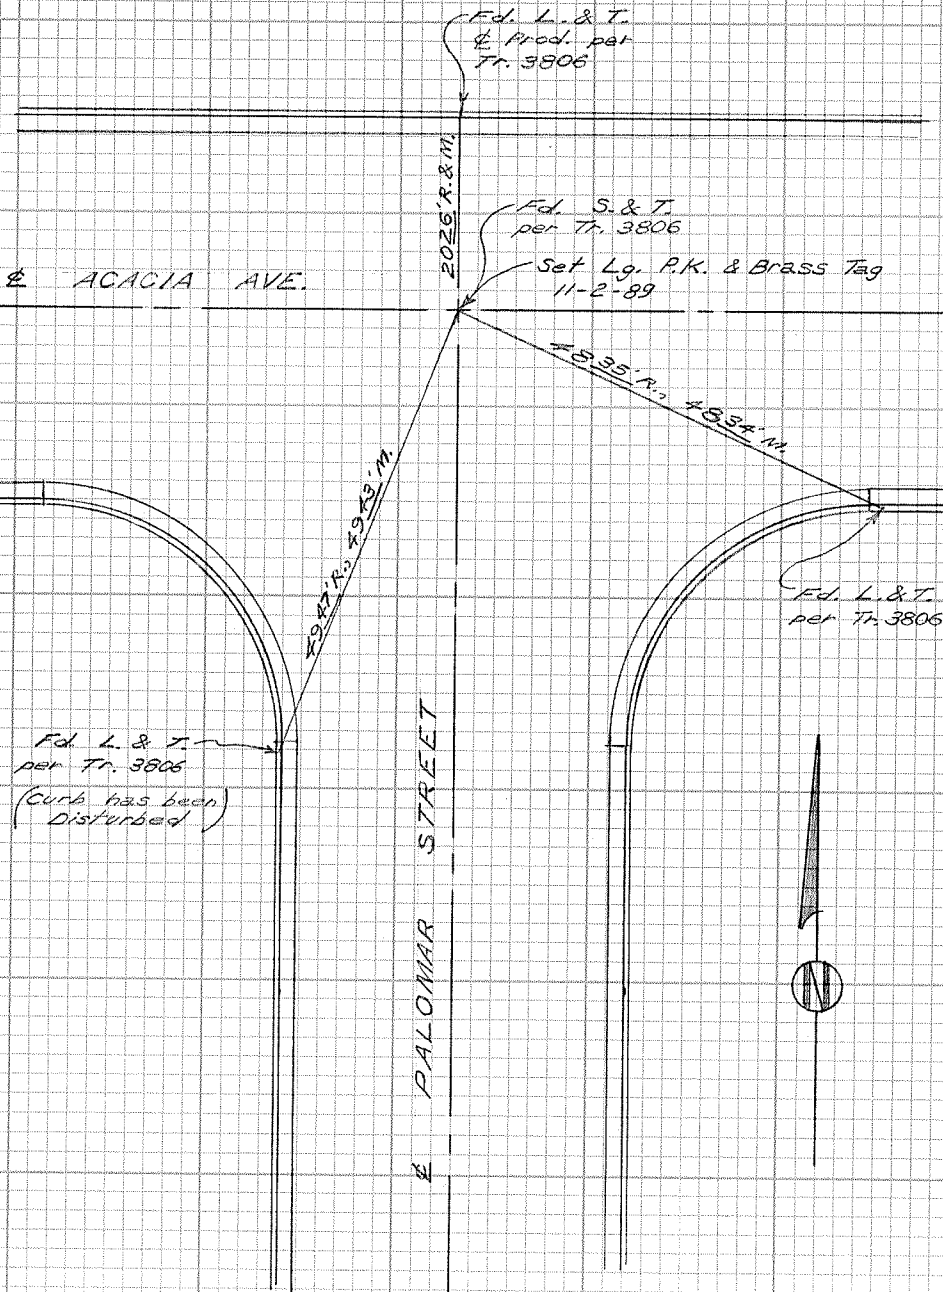 Fd. L. & T.
℄ Prod. per
Tr. 3806
20.26' R.& M.
Fd. S. & T.
per Tr. 3806
Set Lg. P.K. & Brass Tag
11-2-89
℄ ACACIA AVE.
48.35' R., 48.34' M.
49.47' R., 49.43' M.
Fd. L. & T.
per Tr. 3806
Fd. L. & T.
per Tr. 3806
(Curb has been
Disturbed)
℄ PALOMAR STREET
N